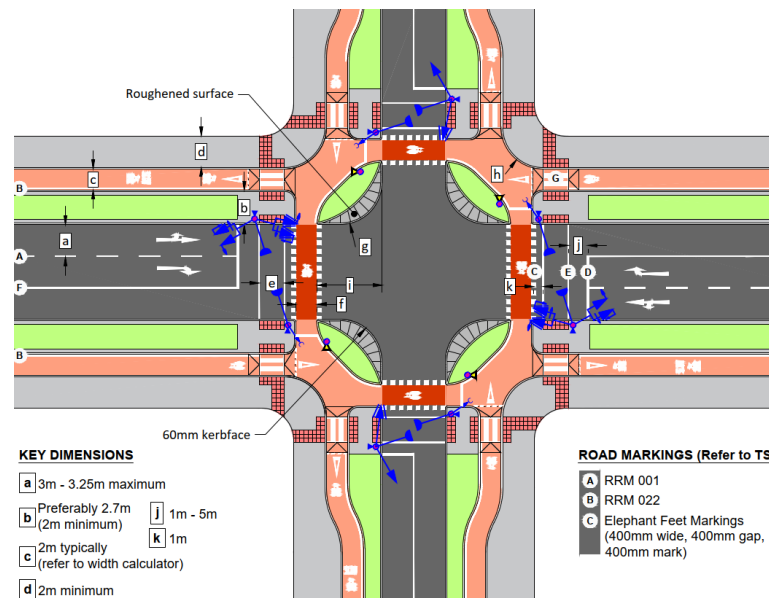 Roughened surface
d
h
B
c
G
b
a
g
j
A
C
E
D
e
i
k
F
f
B
60mm kerbface
KEY DIMENSIONS
a 3m - 3.25m maximum
b Preferably 2.7m
(2m minimum)
c 2m typically
(refer to width calculator)
d 2m minimum
j 1m - 5m
k 1m
ROAD MARKINGS (Refer to TS
A RRM 001
B RRM 022
C Elephant Feet Markings
(400mm wide, 400mm gap,
400mm mark)